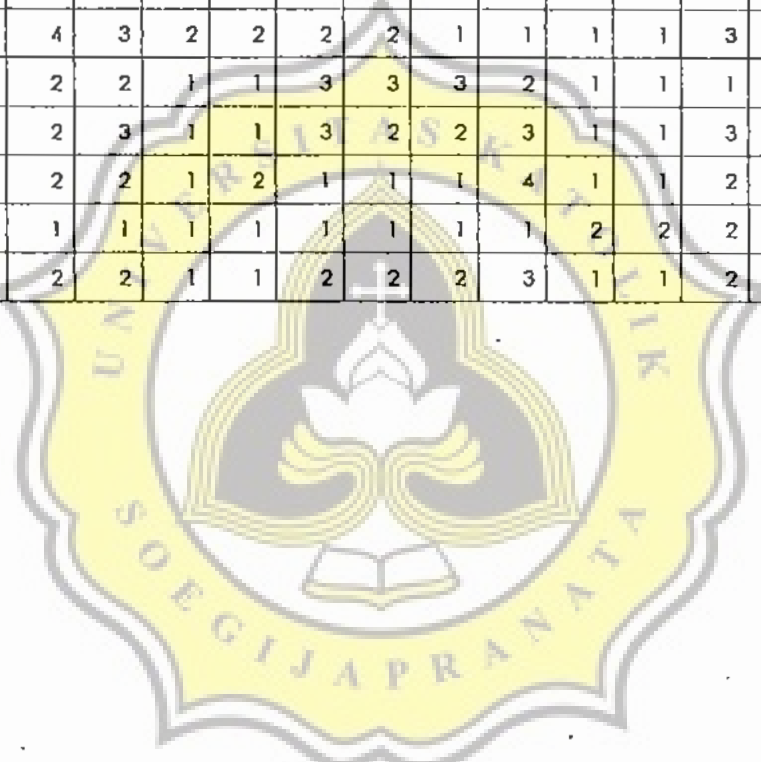 4 3 2 2 2 2 1 1 1 1 3
2 2 1 1 3 3 3 2 1 1 1
2 3 1 1 3 2 2 3 1 1 3
2 2 1 2 1 1 1 4 1 1 2
1 1 1 1 1 1 1 1 2 2 2
2 2 1 1 2 2 2 3 1 1 2
UNIVERSITAS KATOLIK
SOEGIJAPRANATA